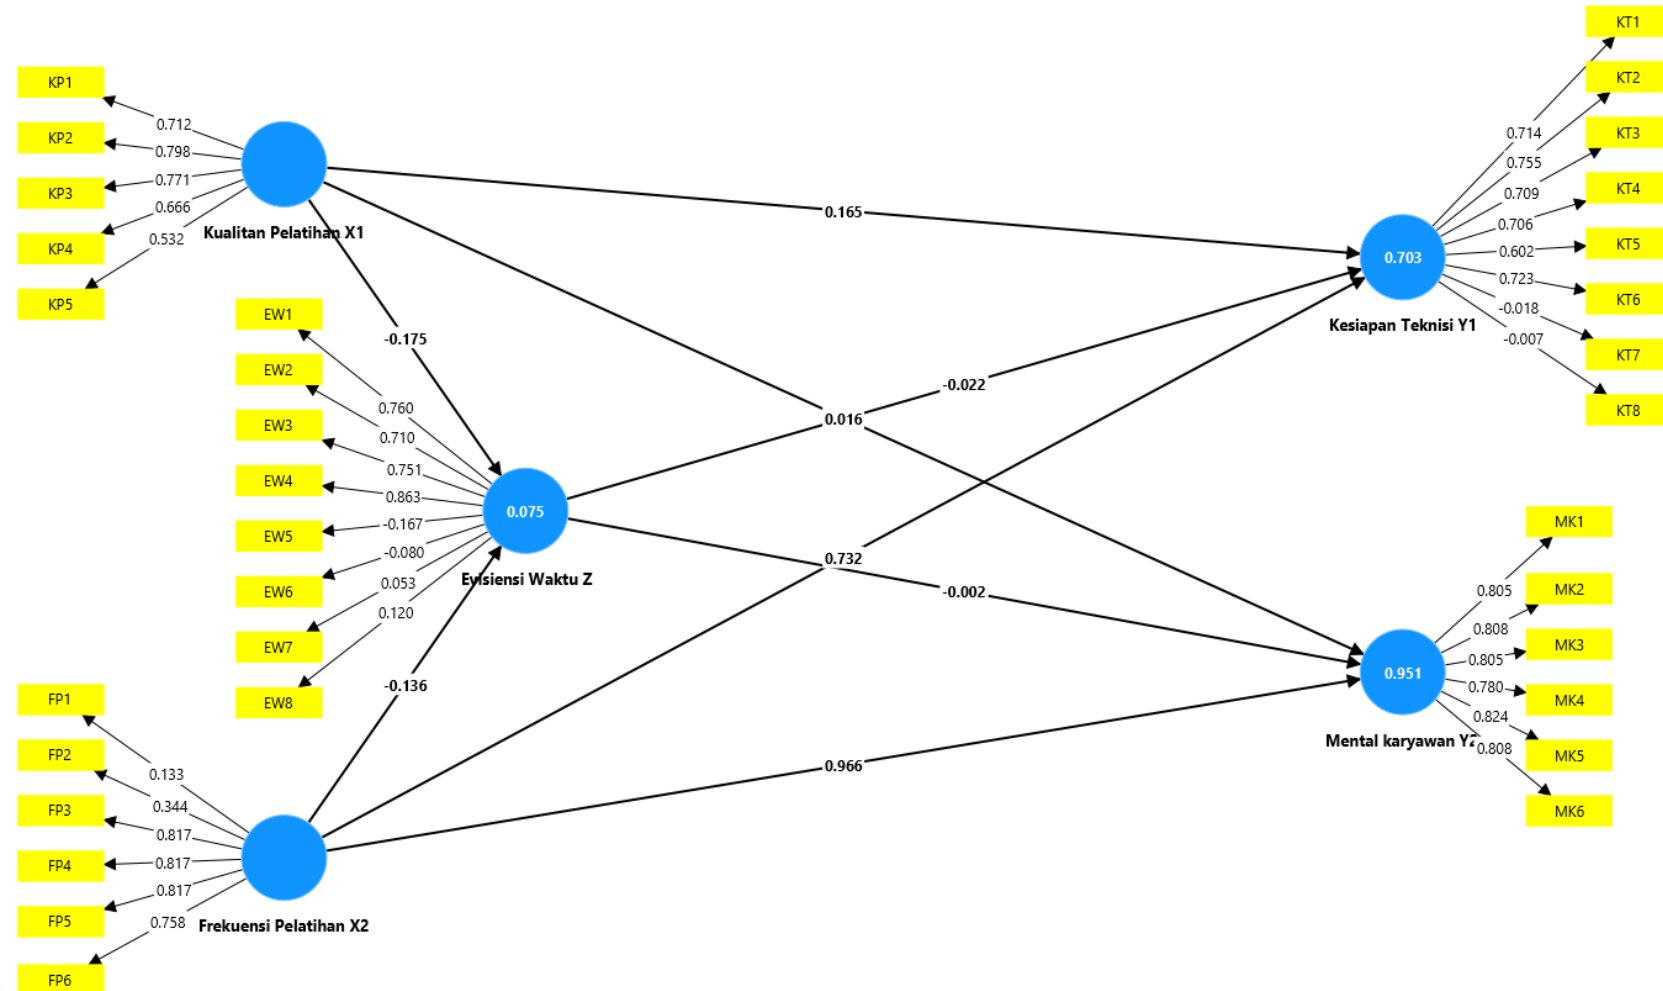 KP1
KP2
KP3
KP4
KP5
0.712
0.798
0.771
0.666
0.532
Kualitan Pelatihan X1
EW1
EW2
EW3
EW4
EW5
EW6
EW7
EW8
0.760
0.710
0.751
0.863
-0.167
-0.080
0.053
0.120
0.075
Evisiensi Waktu Z
-0.175
-0.136
FP1
FP2
FP3
FP4
FP5
FP6
0.133
0.344
0.817
0.817
0.817
0.758
Frekuensi Pelatihan X2
0.165
-0.022
0.016
0.732
-0.002
0.966
KT1
KT2
KT3
KT4
KT5
KT6
KT7
KT8
0.714
0.755
0.709
0.706
0.602
0.723
-0.018
-0.007
0.703
Kesiapan Teknisi Y1
MK1
MK2
MK3
MK4
MK5
MK6
0.805
0.808
0.805
0.780
0.824
0.808
0.951
Mental karyawan Y2